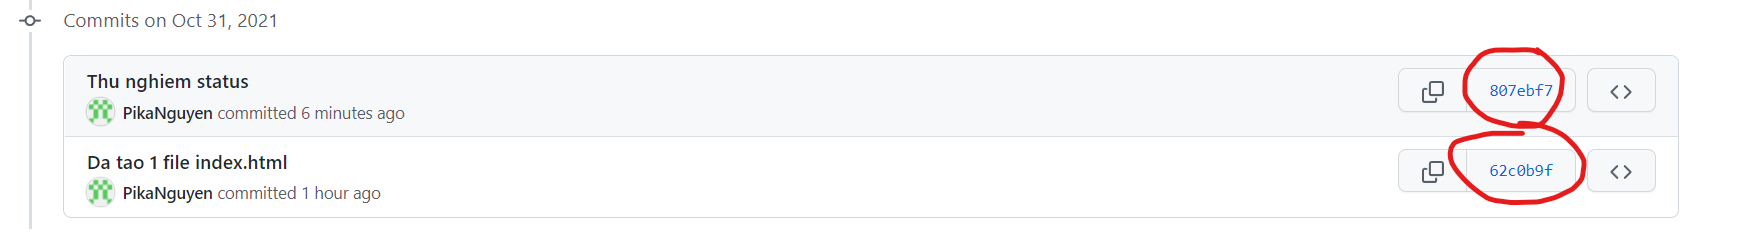 Commits on Oct 31, 2021
Thu nghiem status
807ebf7
PikaNguyen committed 6 minutes ago
Da tao 1 file index.html
62c0b9f
PikaNguyen committed 1 hour ago